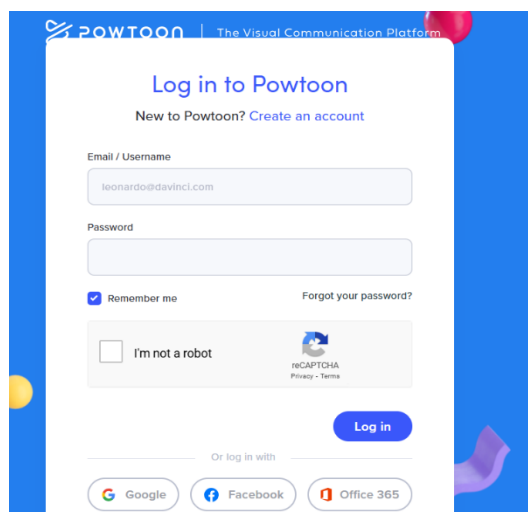 POWTOON | The Visual Communication Platform
Log in to Powtoon
New to Powtoon? Create an account
Email / Username
leonardo@davinci.com
Password
Remember me
Forgot your password?
I'm not a robot
reCAPTCHA
Privacy - Terms
Log in
Or log in with
Google
Facebook
Office 365